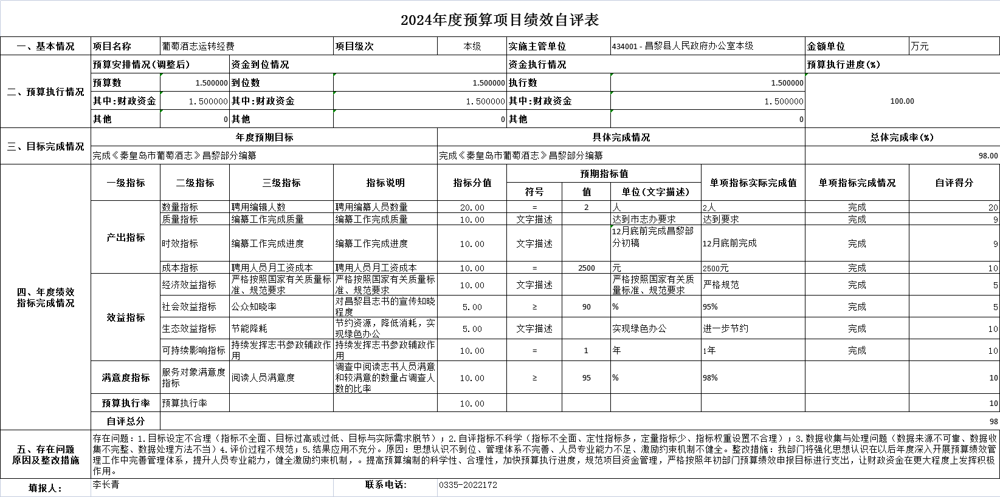 2024年度预算项目绩效自评表
一、基本情况 项目名称 葡萄酒志运转经费 项目级次 本级 实施主管单位 434001 - 昌黎县人民政府办公室本级 金额单位 万元
二、预算执行情况 预算安排情况(调整后) 资金到位情况 资金执行情况 预算执行进度(%)
预算数 1.500000 到位数 1.500000 执行数 1.500000 100.00
其中:财政资金 1.500000 其中:财政资金 1.500000 其中:财政资金 1.500000
其他 0 其他 0 其他 0
三、目标完成情况 年度预期目标 具体完成情况 总体完成率(%)
完成《秦皇岛市葡萄酒志》昌黎部分编纂 完成《秦皇岛市葡萄酒志》昌黎部分编纂 98.00
四、年度绩效
指标完成情况
一级指标 二级指标 三级指标 指标说明 指标分值 预期指标值 单项指标实际完成值 单项指标完成情况 自评得分
符号 值 单位(文字描述)
产出指标 数量指标 聘用编辑人数 聘用编纂人员数量 20.00 = 2 人 2人 完成 20
质量指标 编纂工作完成质量 编纂工作完成质量 10.00 文字描述 达到市志办要求 达到要求 完成 9
时效指标 编纂工作完成进度 编纂工作完成进度 10.00 文字描述 12月底前完成昌黎部
分初稿 12月底前完成 完成 9
成本指标 聘用人员月工资成本 聘用人员月工资成本 10.00 = 2500 元 2500元 完成 10
效益指标 经济效益指标 严格按照国家有关质量标
准、规范要求 严格按照国家有关质量标
准、规范要求 10.00 文字描述 严格按照国家有关质
量标准、规范要求 严格规范 完成 5
社会效益指标 公众知晓率 对昌黎县志书的宣传知晓
程度 5.00 ≥ 90 % 95% 完成 5
生态效益指标 节能降耗 节约资源，降低消耗，实
现绿色办公 5.00 文字描述 实现绿色办公 进一步节约 完成 10
可持续影响指标 持续发挥志书参政辅政作
用 持续发挥志书参政辅政作
用 10.00 = 1 年 1年 完成 10
满意度指标 服务对象满意度
指标 阅读人员满意度 调查中阅读志书人员满意
和较满意的数量占调查人
数的比率 10.00 ≥ 95 % 98% 10
预算执行率 预算执行率 10.00 10
自评总分 98
五、存在问题
原因及整改措施
存在问题：1.目标设定不合理（指标不全面、目标过高或过低、目标与实际需求脱节）；2.自评指标不科学（指标不全面、定性指标多，定量指标少、指标权重设置不合理）；3.数据收集与处理问题（数据来源不可靠、数据收
集不完整、数据处理方法不当）4.评价过程不规范；5.结果应用不充分。原因：思想认识不到位、管理体系不完善、人员专业能力不足、激励约束机制不健全。整改措施：我部门将强化思想认识在以后年度深入开展预算绩效管
理工作中完善管理体系，提升人员专业能力，健全激励约束机制，。提高预算编制的科学性、合理性，加快预算执行进度，规范项目资金管理，严格按照年初部门预算绩效申报目标进行支出，让财政资金在更大程度上发挥积极
作用。
填报人： 李长青 联系电话: 0335-2022172